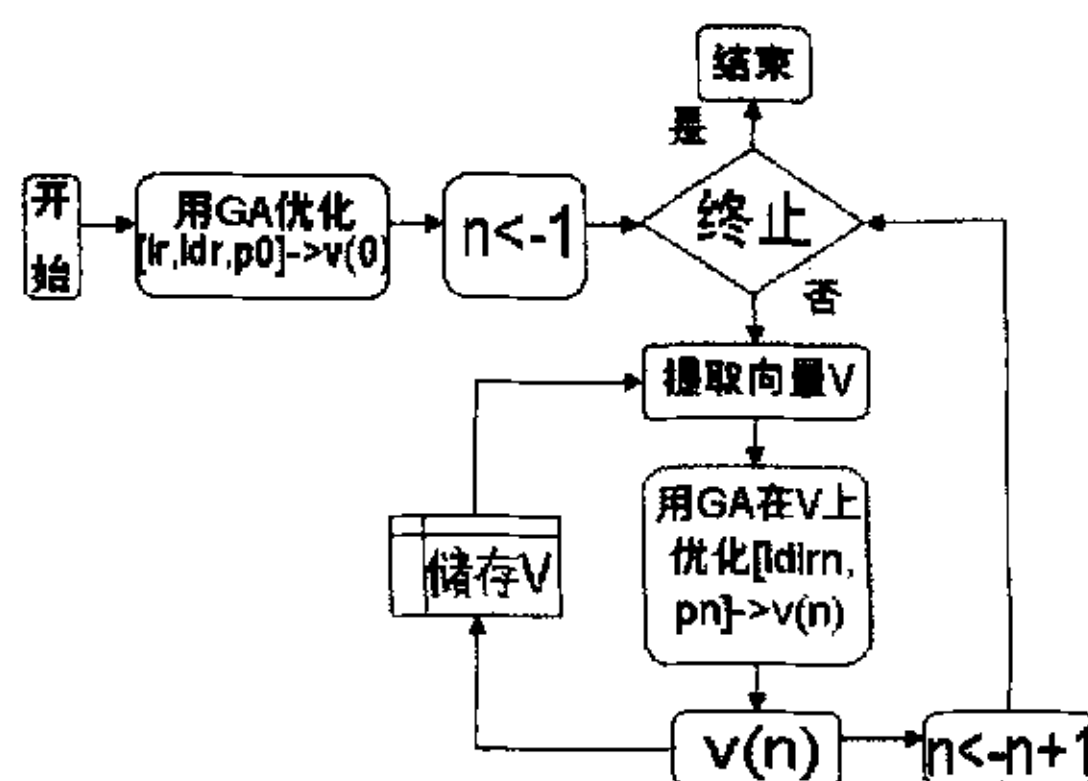 结束
是
开
始
用GA优化
[lr,ldr,p0]->v(0)
n<-1
终止
否
提取向量V
用GA在V上
优化[ldlrn,
pn]->v(n)
储存V
v(n)
n<-n+1